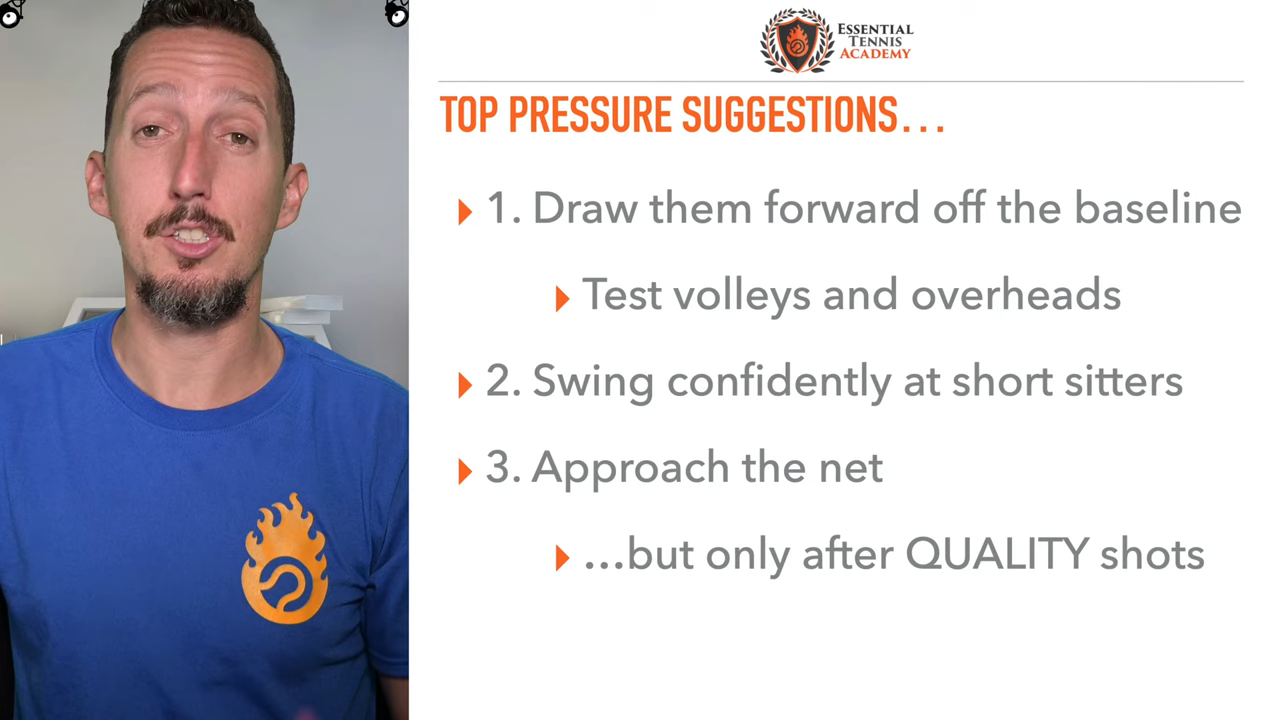 ESSENTIAL
TENNIS
ACADEMY
TOP PRESSURE SUGGESTIONS...
1. Draw them forward off the baseline
Test volleys and overheads
2. Swing confidently at short sitters
3. Approach the net
...but only after QUALITY shots